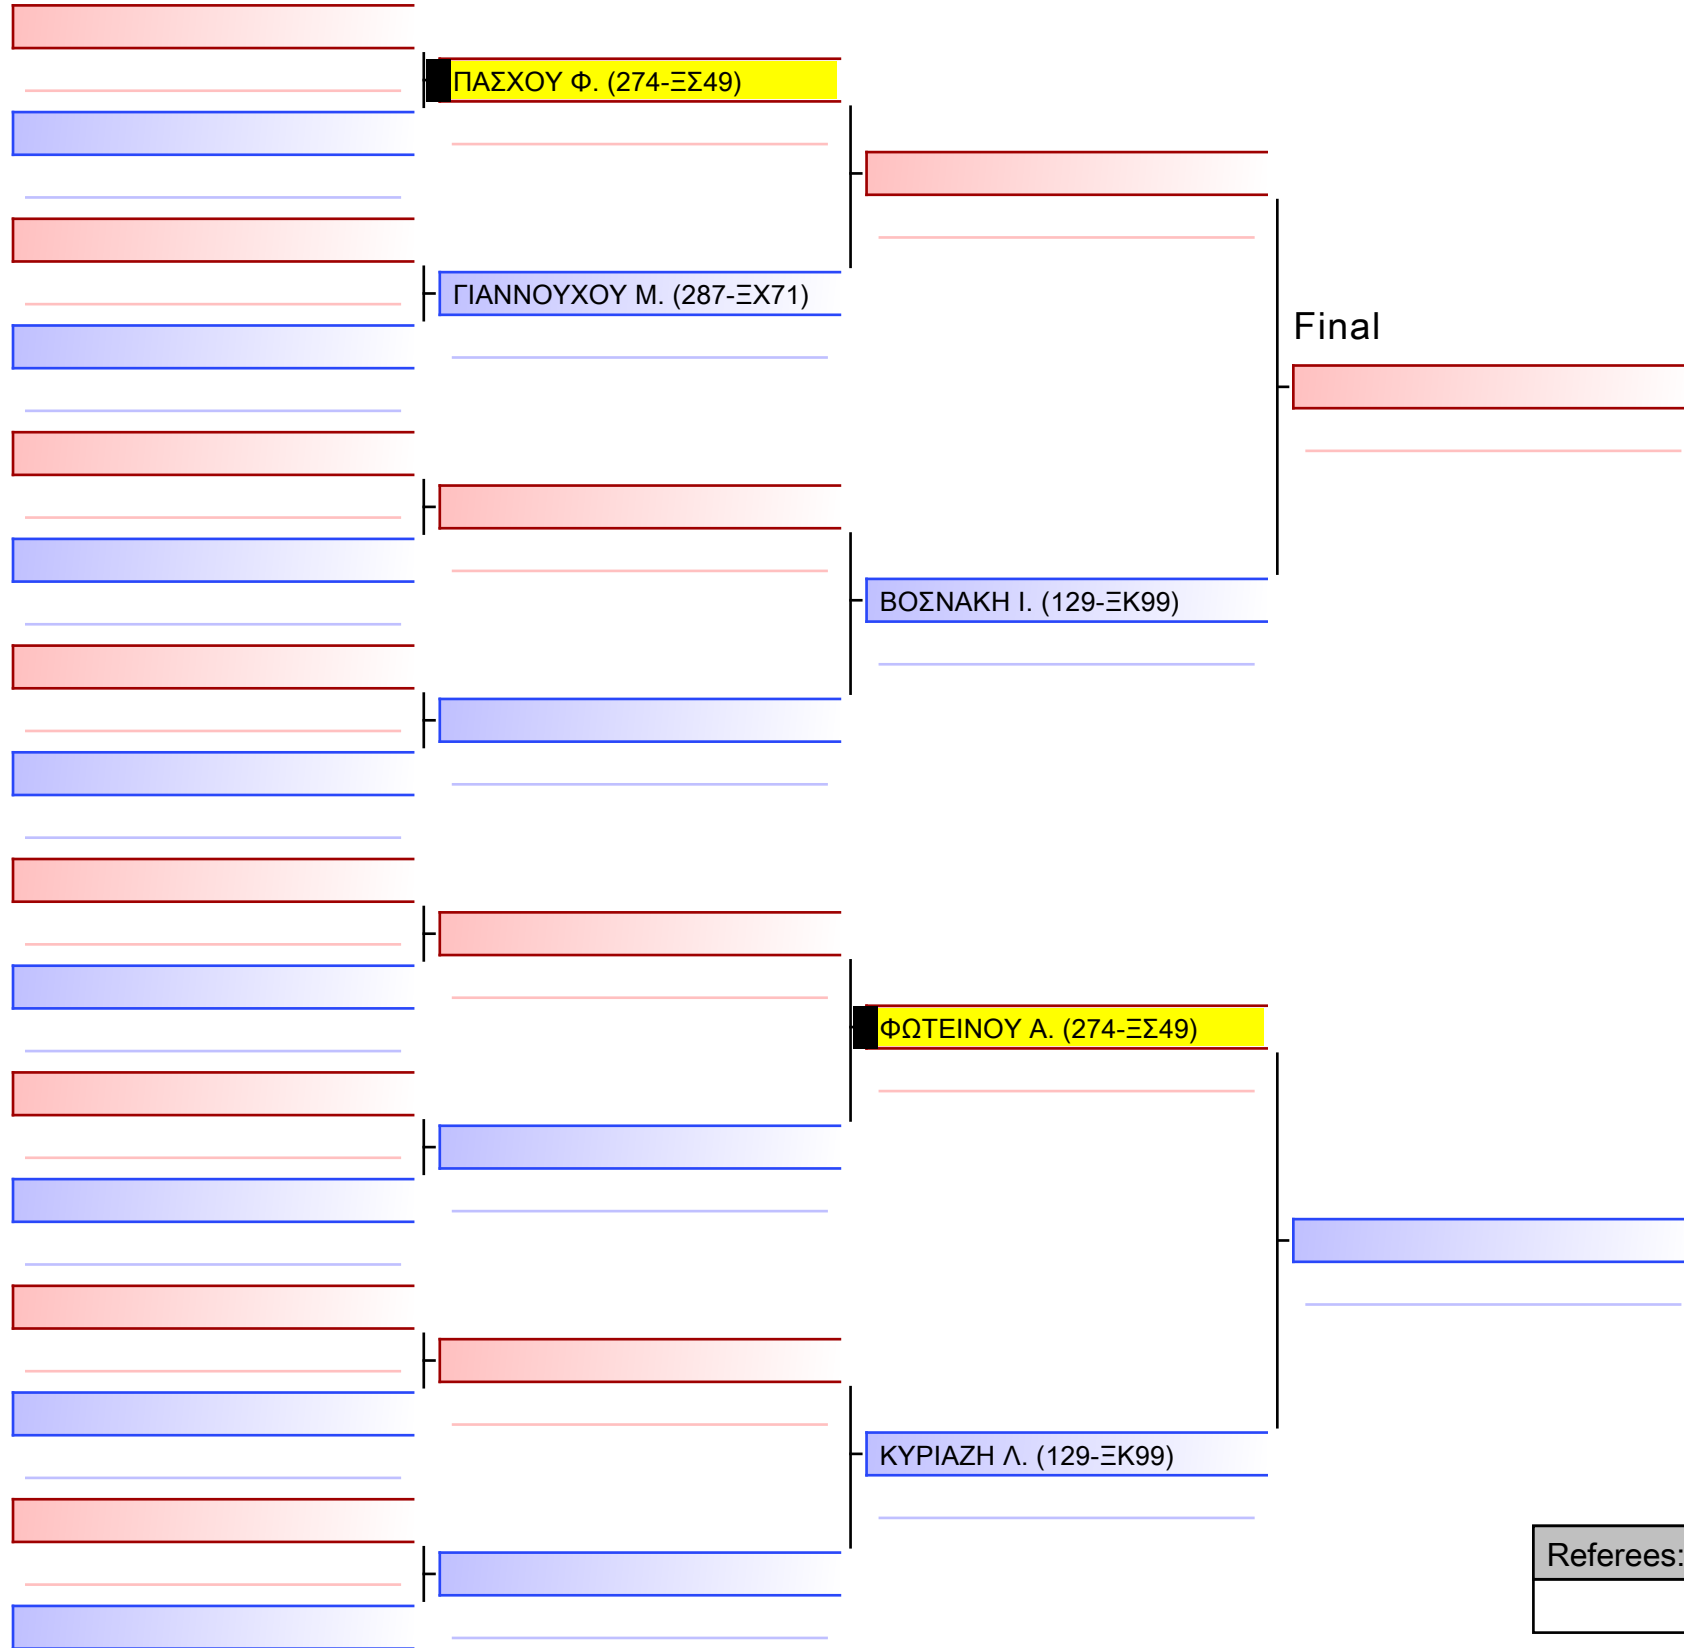 ΠΑΣΧΟΥ Φ. (274-ΞΣ49)
ΓΙΑΝΝΟΥΧΟΥ Μ. (287-ΞΧ71)
Final
ΒΟΣΝΑΚΗ Ι. (129-ΞΚ99)
ΦΩΤΕΙΝΟΥ Α. (274-ΞΣ49)
ΚΥΡΙΑΖΗ Λ. (129-ΞΚ99)
Referees: